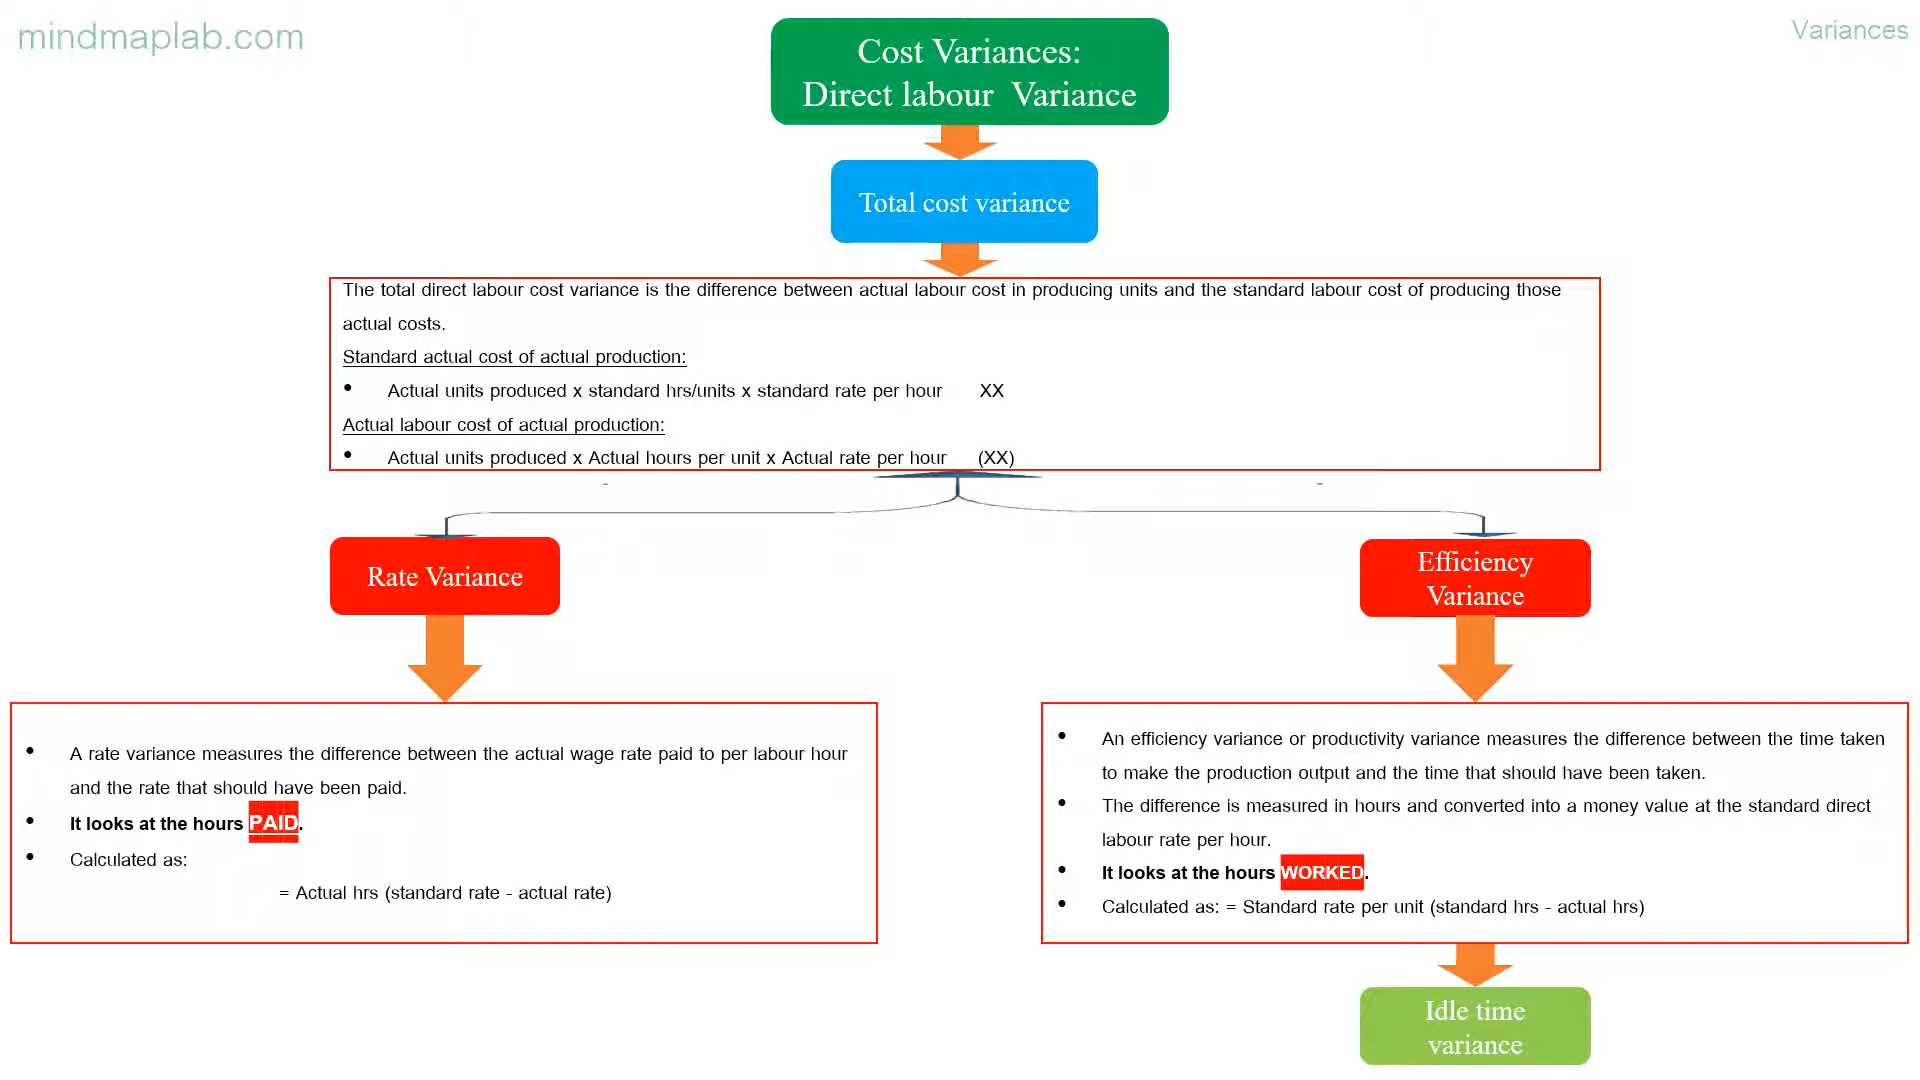 mindmaplab.com
Variances
Cost Variances:
Direct labour Variance
Total cost variance
The total direct labour cost variance is the difference between actual labour cost in producing units and the standard labour cost of producing those
actual costs.
Standard actual cost of actual production:
• Actual units produced x standard hrs/units x standard rate per hour XX
Actual labour cost of actual production:
• Actual units produced x Actual hours per unit x Actual rate per hour (XX)
Rate Variance
• A rate variance measures the difference between the actual wage rate paid to per labour hour
and the rate that should have been paid.
• It looks at the hours PAID.
• Calculated as:
= Actual hrs (standard rate - actual rate)
Efficiency
Variance
• An efficiency variance or productivity variance measures the difference between the time taken
to make the production output and the time that should have been taken.
• The difference is measured in hours and converted into a money value at the standard direct
labour rate per hour.
• It looks at the hours WORKED.
• Calculated as: = Standard rate per unit (standard hrs - actual hrs)
Idle time
variance